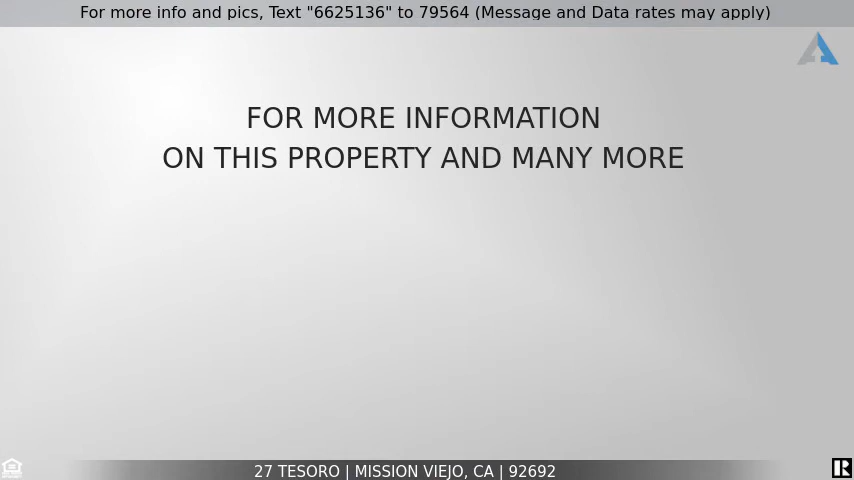 For more info and pics, Text "6625136" to 79564 (Message and Data rates may apply)
FOR MORE INFORMATION
ON THIS PROPERTY AND MANY MORE
27 TESORO | MISSION VIEJO, CA | 92692